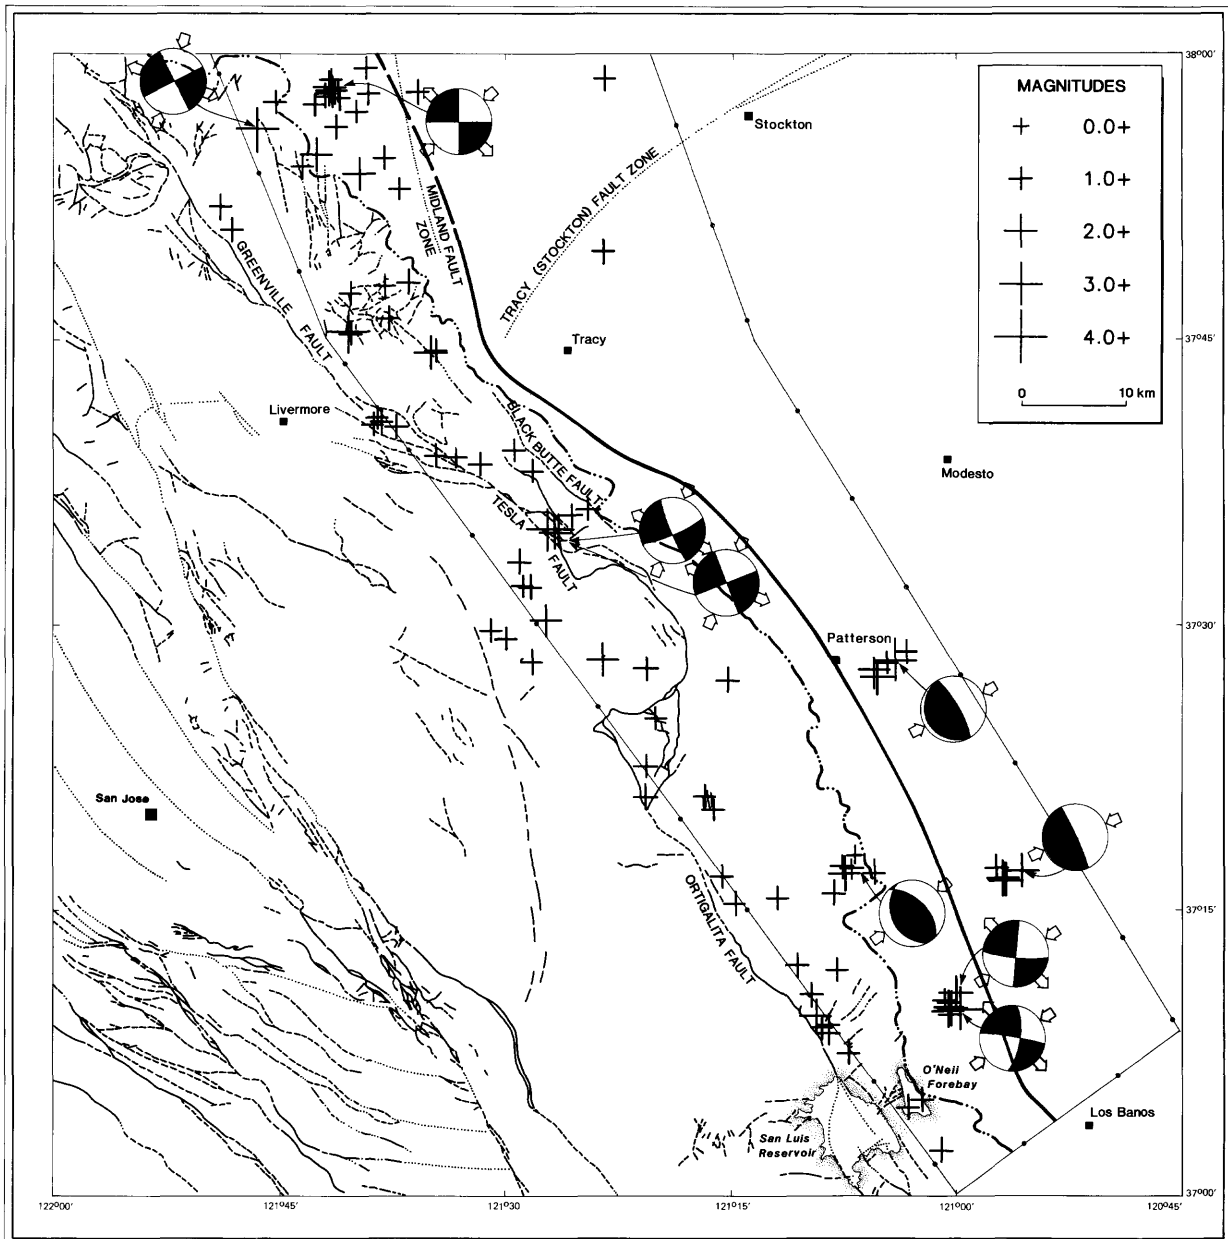 38°00'
MAGNITUDES
0.0+
1.0+
2.0+
3.0+
4.0+
0 10 km
Stockton
MIDLAND FAULT
ZONE
TRACY (STOCKTON) FAULT ZONE
GREENVILLE
FAULT
Tracy
37°45'
Livermore
BLACK BUTTE FAULT
Modesto
TESLA
FAULT
Patterson
37°30'
San Jose
ORTIGALITA FAULT
37°15'
O'Neil
Forebay
Los Banos
San Luis
Reservoir
37°00'
122°00'
121°45'
121°30'
121°15'
121°00'
120°45'